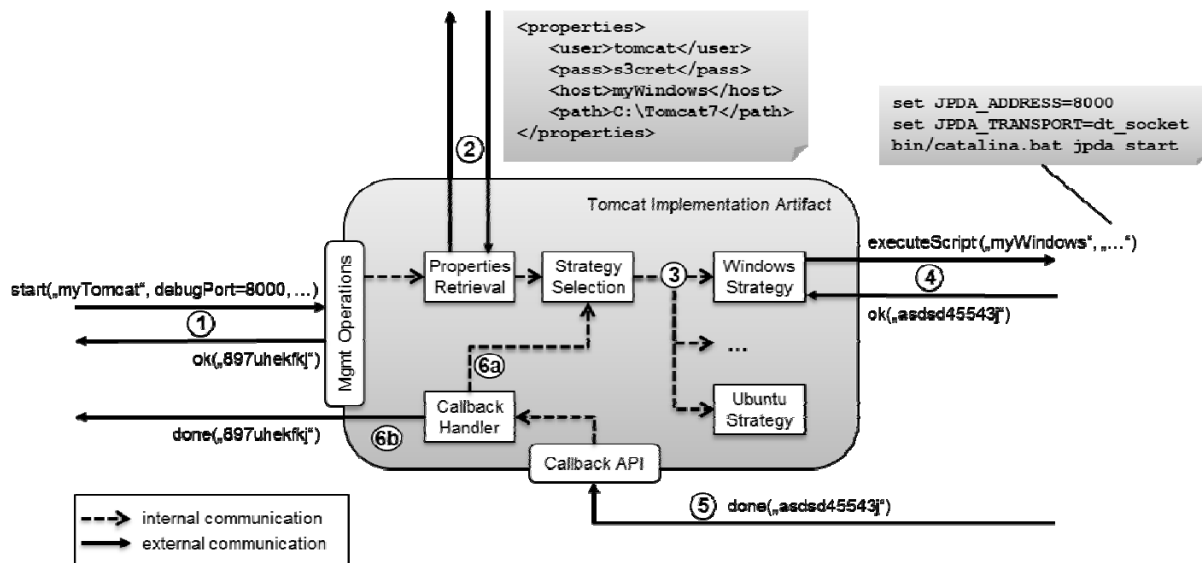 <properties>
<user>tomcat</user>
<pass>s3cret</pass>
<host>myWindows</host>
<path>C:\Tomcat7</path>
</properties>
set JPDA_ADDRESS=8000
set JPDA_TRANSPORT=dt_socket
bin/catalina.bat jpda start
2
Tomcat Implementation Artifact
executeScript(„myWindows“, „…“)
4
ok(„asdsd45543j“)
start(„myTomcat“, debugPort=8000, …)
1
ok(„897uhekfkj“)
Mgmt Operations
Properties
Retrieval
Strategy
Selection
3
Windows
Strategy
…
6a
Ubuntu
Strategy
Callback
Handler
6b
done(„897uhekfkj“)
Callback API
5 done(„asdsd45543j“)
internal communication
external communication